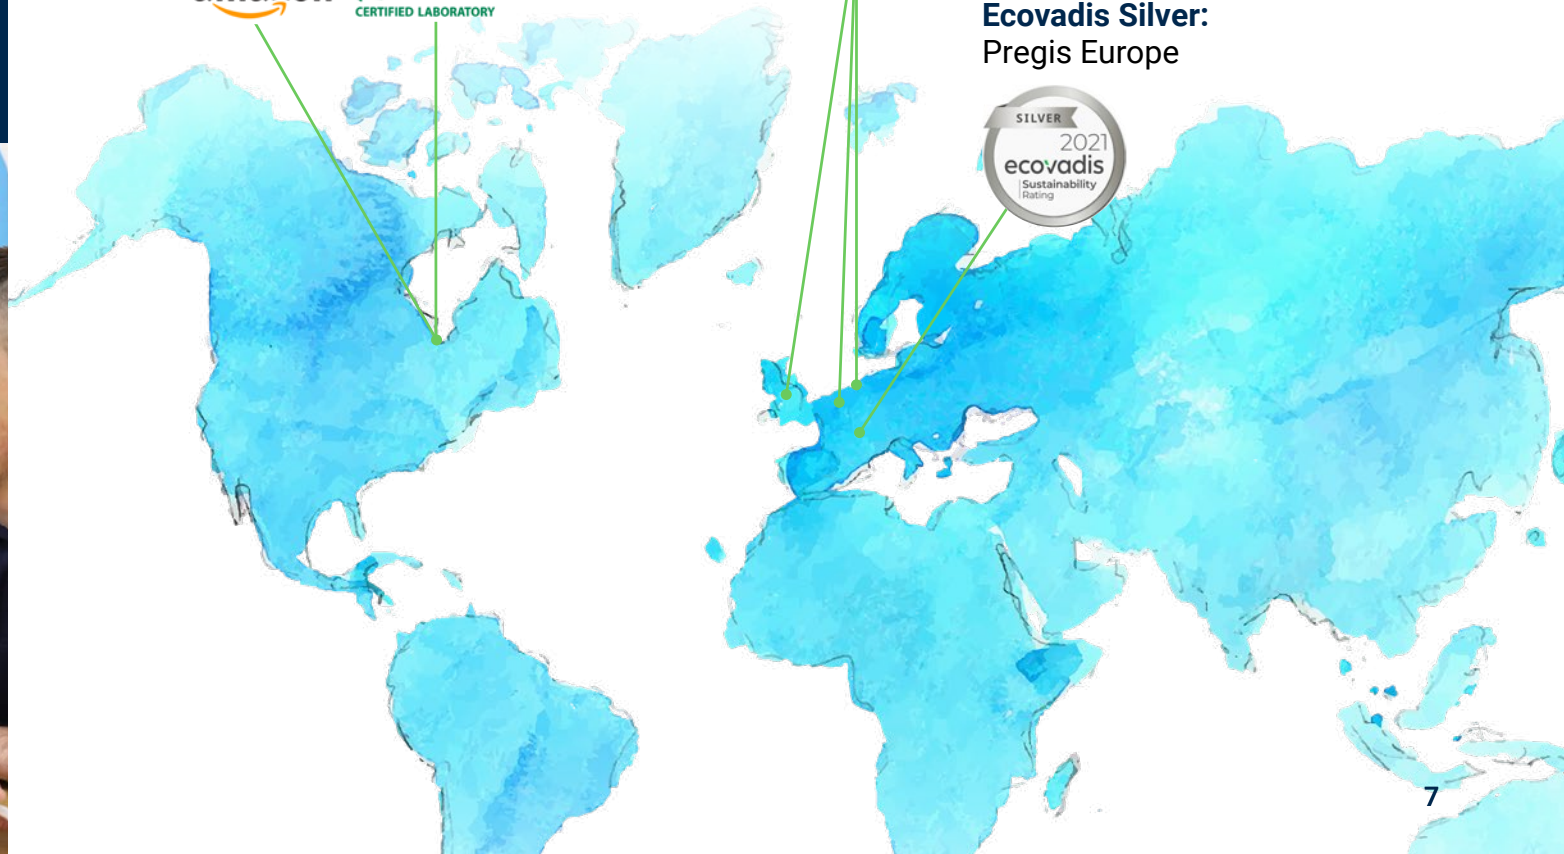 CERTIFIED LABORATORY
Ecovadis Silver:
Pregis Europe
SILVER
2021
ecovadis
Sustainability
Rating
7